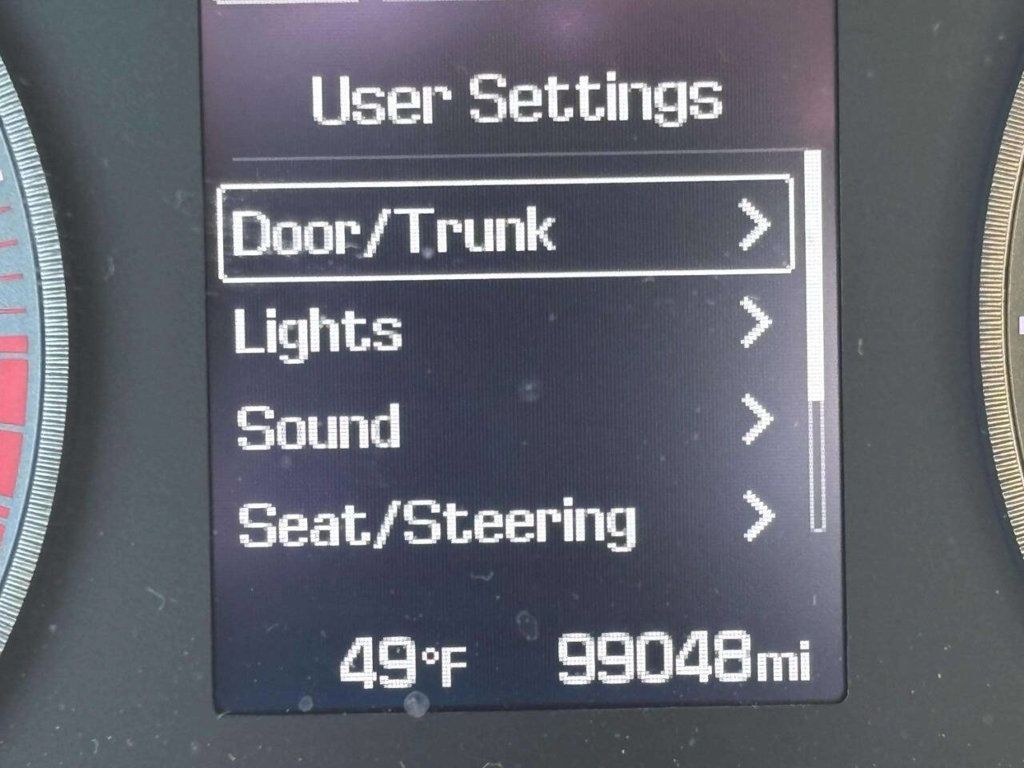 User Settings
Door/Trunk
Lights
Sound
Seat/Steering
49°F 99048mi